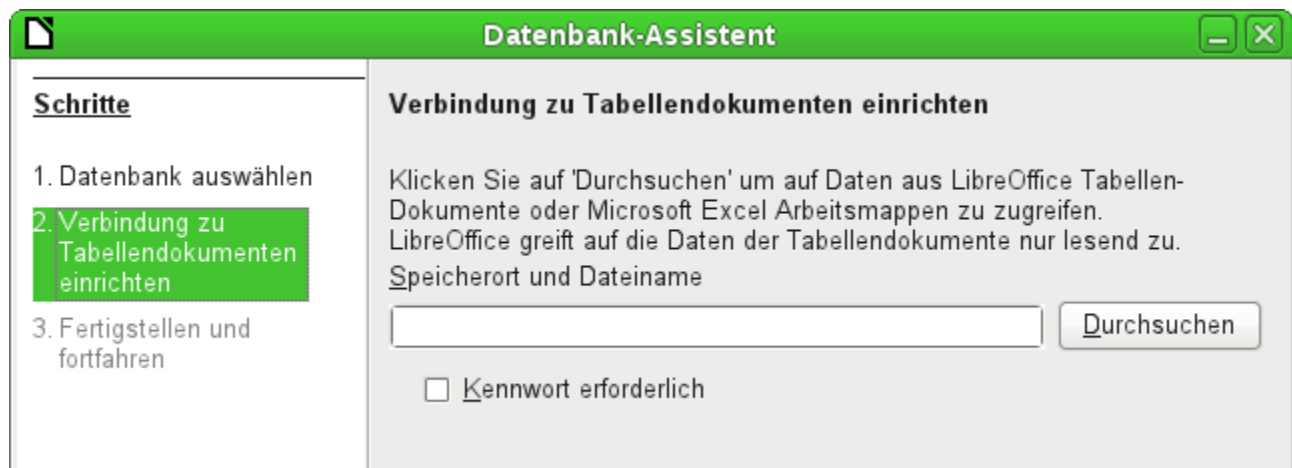 Datenbank-Assistent
Schritte
1. Datenbank auswählen
2. Verbindung zu
Tabellendokumenten
einrichten
3. Fertigstellen und
fortfahren
Verbindung zu Tabellendokumenten einrichten
Klicken Sie auf 'Durchsuchen' um auf Daten aus LibreOffice Tabellen-
Dokumente oder Microsoft Excel Arbeitsmappen zu zugreifen.
LibreOffice greift auf die Daten der Tabellendokumente nur lesend zu.
Speicherort und Dateiname
Durchsuchen
Kennwort erforderlich